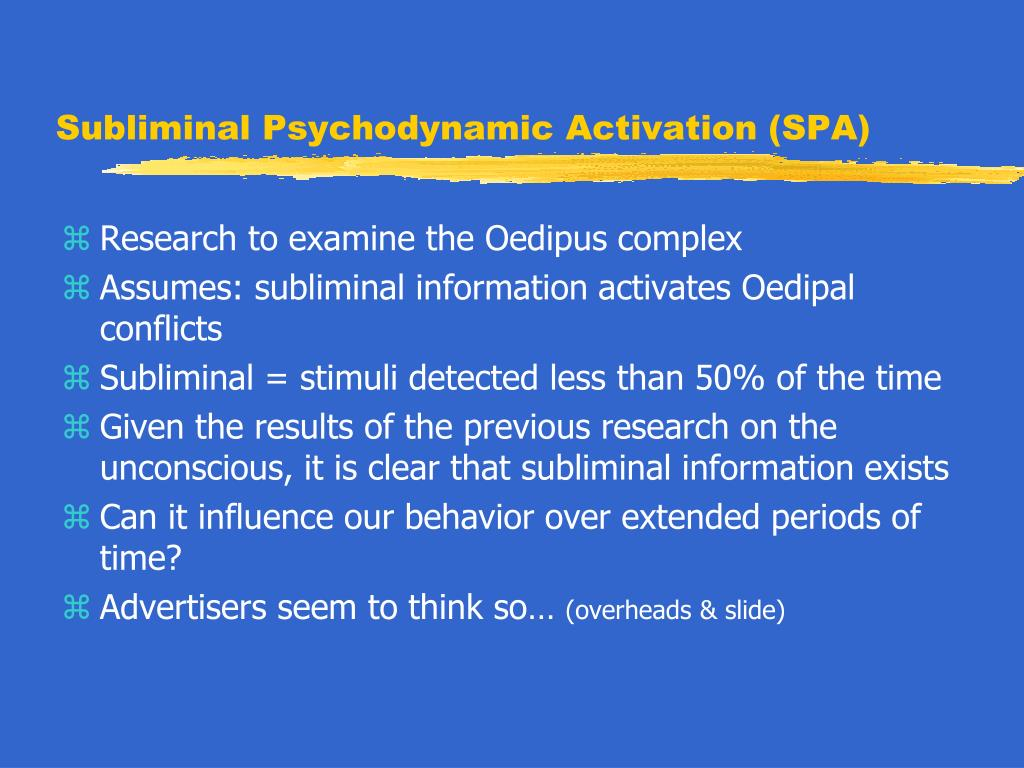 Subliminal Psychodynamic Activation (SPA)
⌘ Research to examine the Oedipus complex
⌘ Assumes: subliminal information activates Oedipal
conflicts
⌘ Subliminal = stimuli detected less than 50% of the time
⌘ Given the results of the previous research on the
unconscious, it is clear that subliminal information exists
⌘ Can it influence our behavior over extended periods of
time?
⌘ Advertisers seem to think so… (overheads & slide)